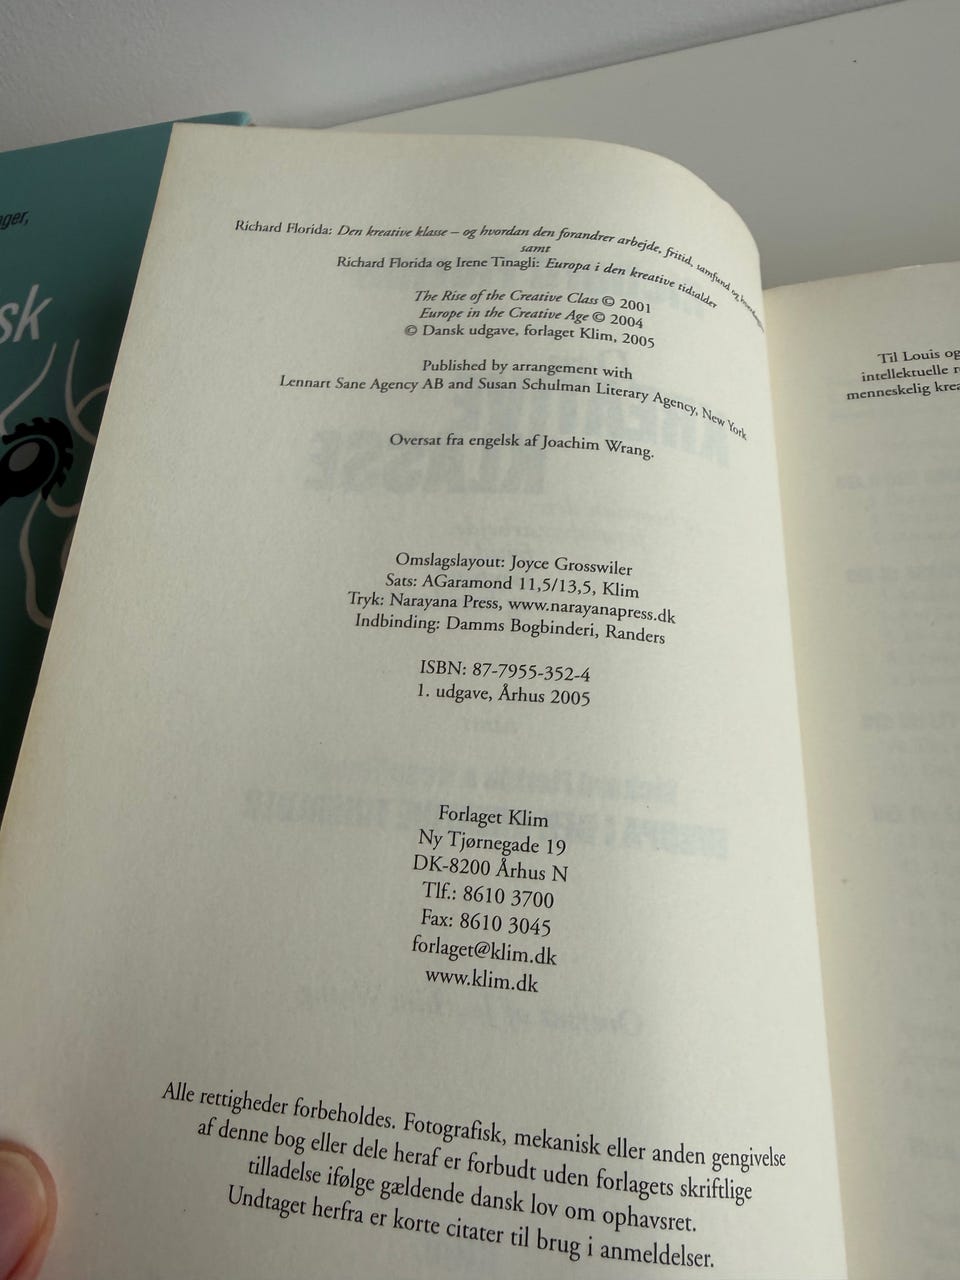 nger,
SK
Richard Florida: Den kreative klasse – og hvordan den forandrer arbejde, fritid, samfund og
samt
Richard Florida og Irene Tinagli: Europa i den kreative tidsalder
The Rise of the Creative Class © 2001
Europe in the Creative Age © 2004
© Dansk udgave, forlaget Klim, 2005
Published by arrangement with
Lennart Sane Agency AB and Susan Schulman Literary Agency, New York
Oversat fra engelsk af Joachim Wrang.
Omslagslayout: Joyce Grosswiler
Sats: AGaramond 11,5/13,5, Klim
Tryk: Narayana Press, www.narayanapress.dk
Indbinding: Damms Bogbinderi, Randers
ISBN: 87-7955-352-4
1. udgave, Århus 2005
Forlaget Klim
Ny Tjørnegade 19
DK-8200 Århus N
Tlf.: 8610 3700
Fax: 8610 3045
forlaget@klim.dk
www.klim.dk
Alle rettigheder forbeholdes. Fotografisk, mekanisk eller anden gengivelse
af denne bog eller dele heraf er forbudt uden forlagets skriftlige
tilladelse ifølge gældende dansk lov om ophavsret.
Undtaget herfra er korte citater til brug i anmeldelser.
Til Louis og
intellektuelle
menneskelig